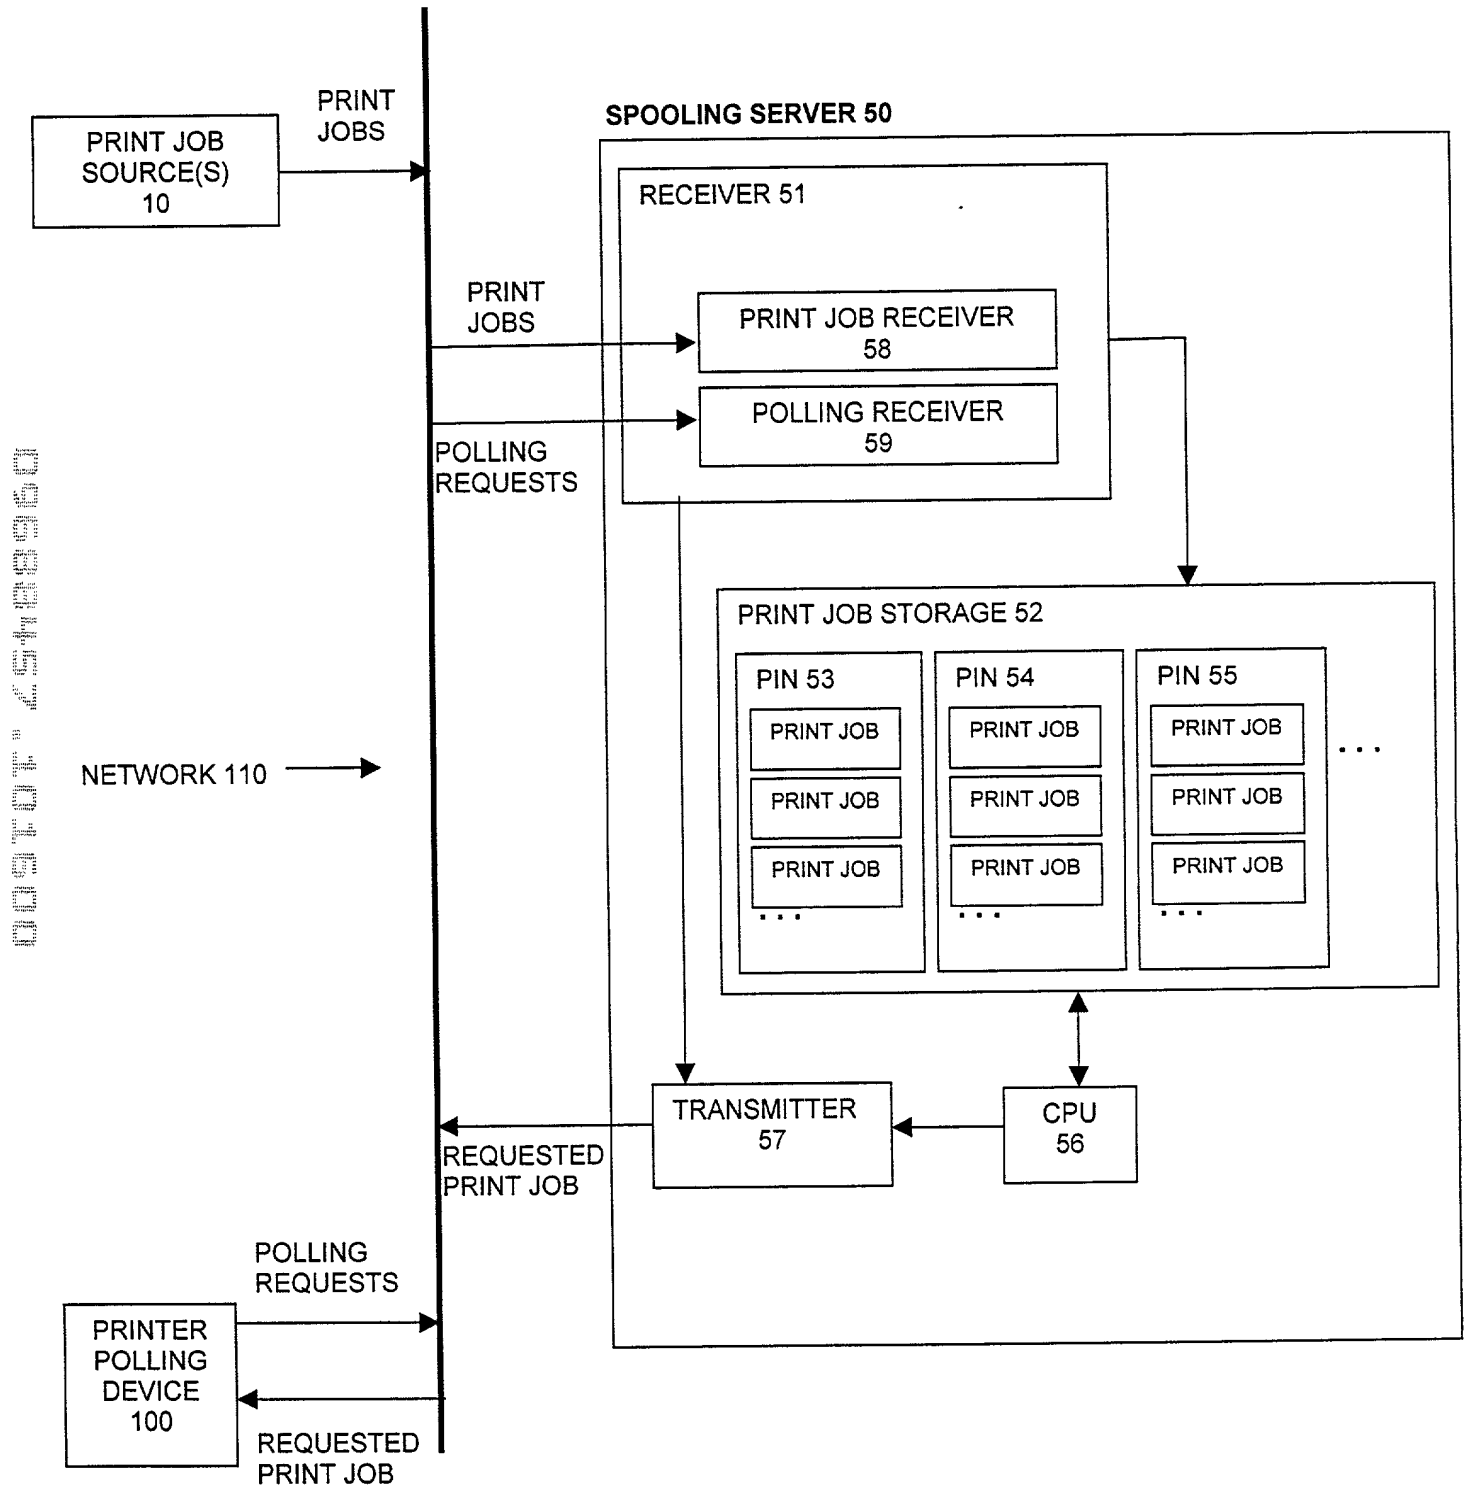 PRINT JOB
SOURCE(S)
10
PRINT
JOBS
SPOOLING SERVER 50
RECEIVER 51
PRINT
JOBS
PRINT JOB RECEIVER
58
POLLING RECEIVER
59
POLLING
REQUESTS
PRINT JOB STORAGE 52
PIN 53
PRINT JOB
PRINT JOB
PRINT JOB
...
PIN 54
PRINT JOB
PRINT JOB
PRINT JOB
...
PIN 55
PRINT JOB
PRINT JOB
PRINT JOB
...
...
NETWORK 110
TRANSMITTER
57
CPU
56
REQUESTED
PRINT JOB
POLLING
REQUESTS
PRINTER
POLLING
DEVICE
100
REQUESTED
PRINT JOB